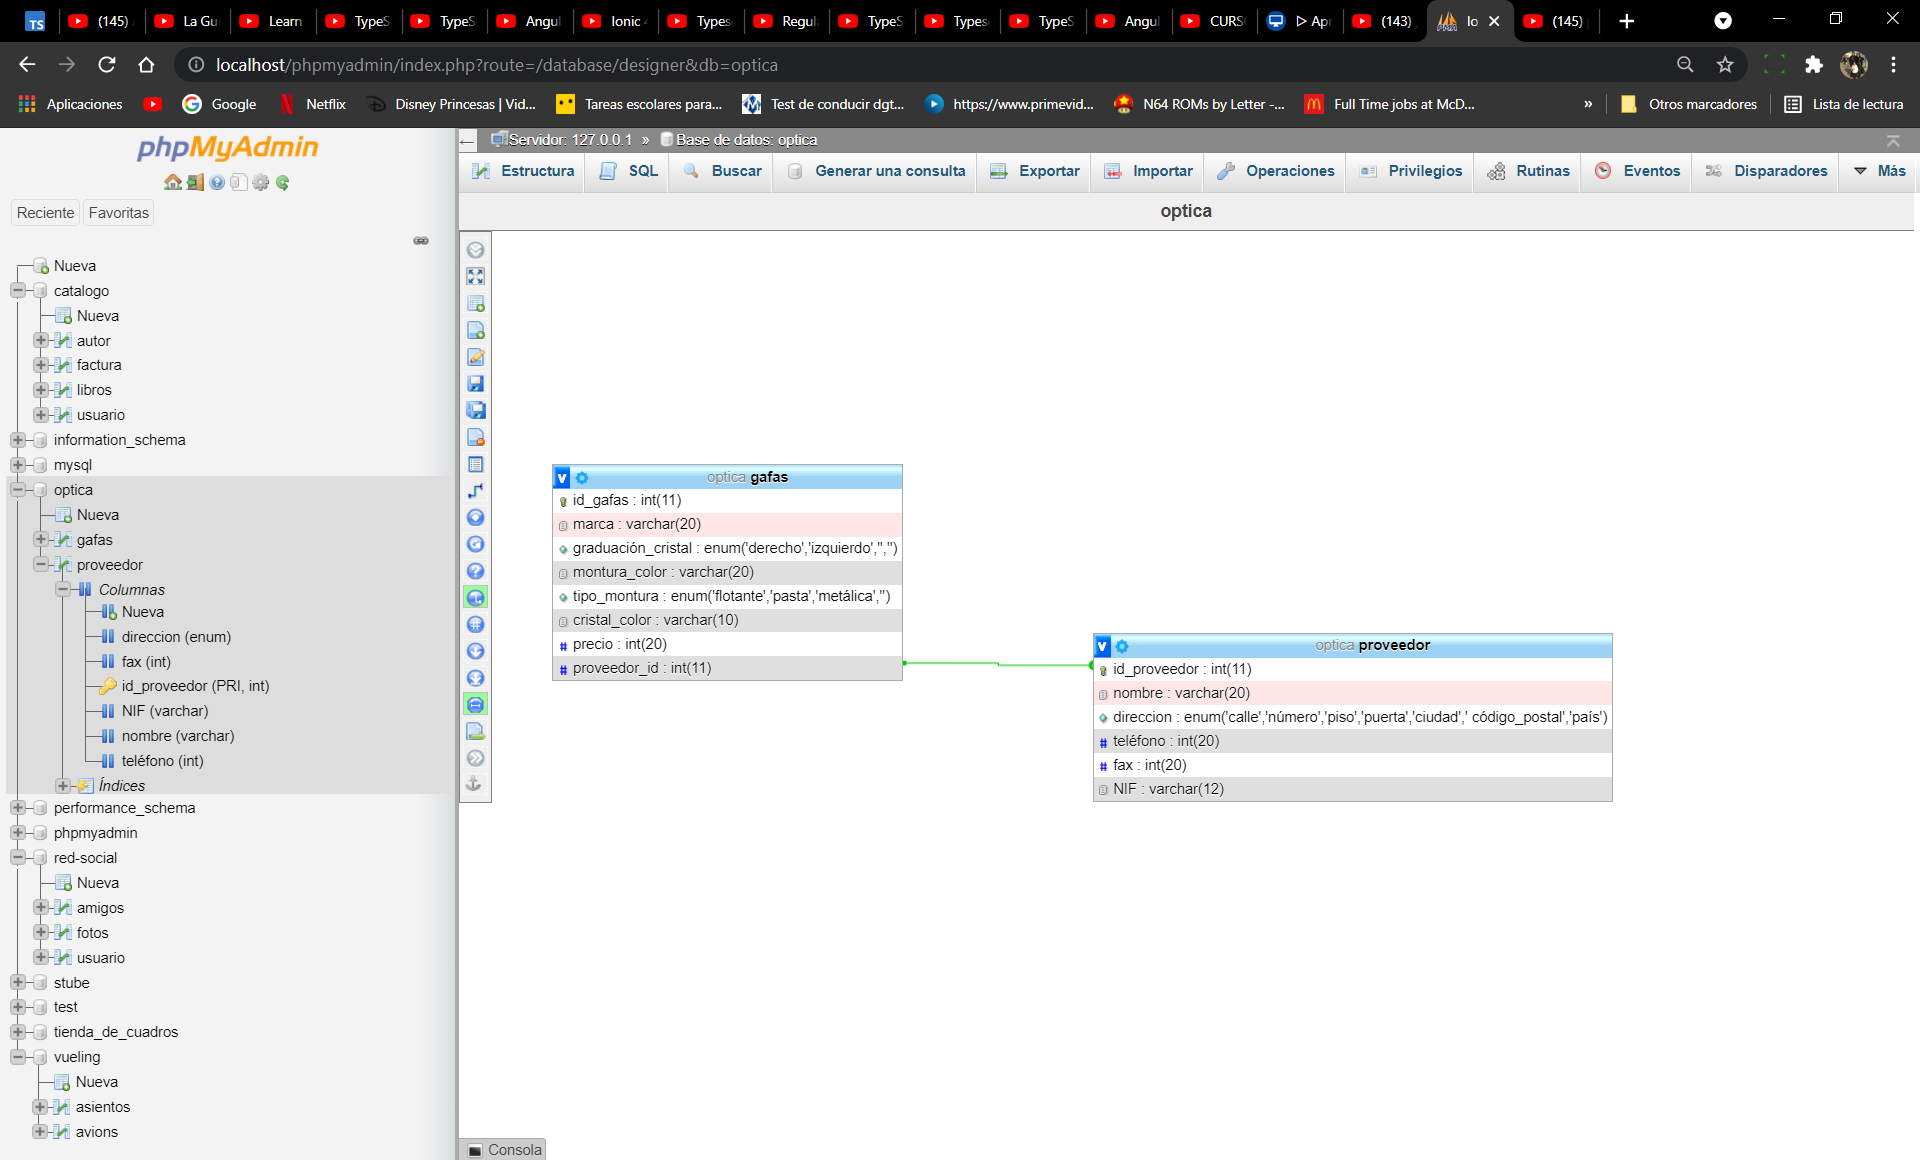 TS (145) La Gu Learn TypeS TypeS Angul Ionic Types Regul TypeS Types TypeS Angul CURS Apr (143) lo (145)
localhost/phpmyadmin/index.php?route=/database/designer&db=optica
Aplicaciones Google Netflix Disney Princesas | Vid... Tareas escolares para... Test de conducir dgt... https://www.primevid... N64 ROMs by Letter -... Full Time jobs at McD... » Otros marcadores Lista de lectura
phpMyAdmin
Reciente Favoritas
Nueva
catalogo
Nueva
autor
factura
libros
usuario
information_schema
mysql
optica
Nueva
gafas
proveedor
Columnas
Nueva
direccion (enum)
fax (int)
id_proveedor (PRI, int)
NIF (varchar)
nombre (varchar)
teléfono (int)
Índices
performance_schema
phpmyadmin
red-social
Nueva
amigos
fotos
usuario
stube
test
tienda_de_cuadros
vueling
Nueva
asientos
avions
Servidor: 127.0.0.1 » Base de datos: optica
Estructura SQL Buscar Generar una consulta Exportar Importar Operaciones Privilegios Rutinas Eventos Disparadores Más
optica
v optica gafas
id_gafas : int(11)
marca : varchar(20)
graduación_cristal : enum('derecho','izquierdo','','')
montura_color : varchar(20)
tipo_montura : enum('flotante','pasta','metálica','')
cristal_color : varchar(10)
# precio : int(20)
# proveedor_id : int(11)
v optica proveedor
id_proveedor : int(11)
nombre : varchar(20)
direccion : enum('calle','número','piso','puerta','ciudad',' código_postal','país')
# teléfono : int(20)
# fax : int(20)
NIF : varchar(12)
Consola